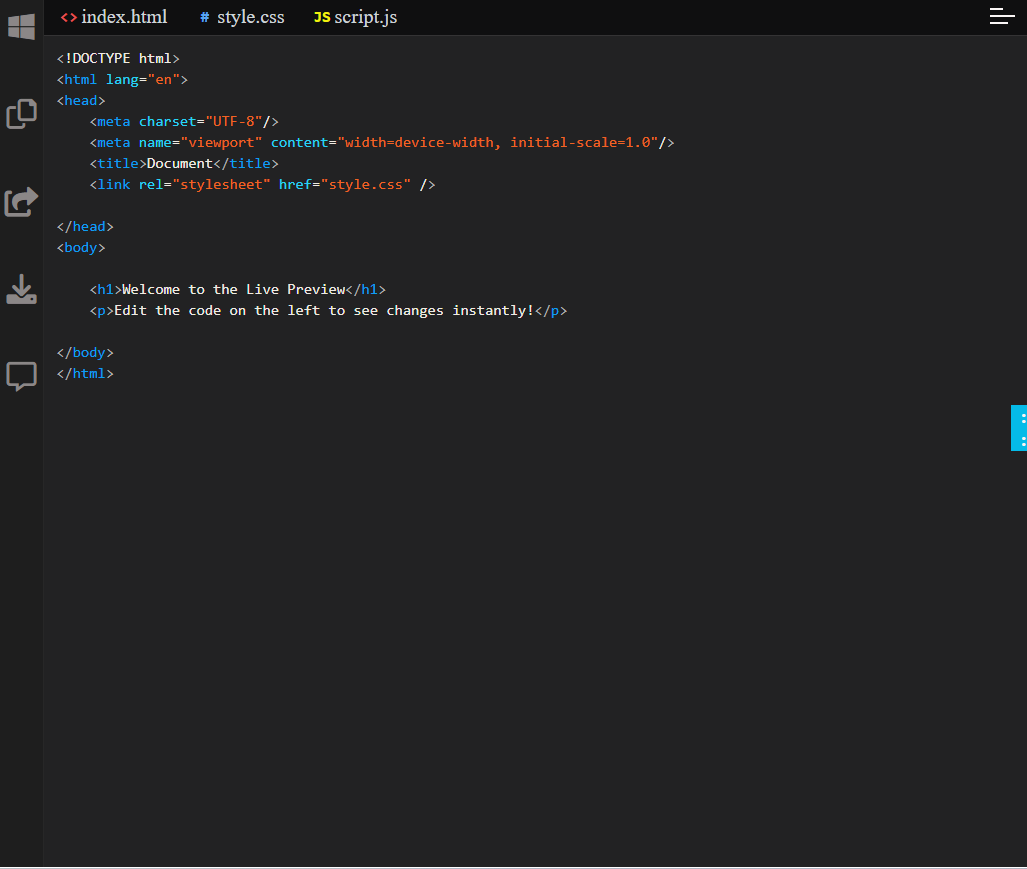 <> index.html # style.css JS script.js
<!DOCTYPE html>
<html lang="en">
<head>
    <meta charset="UTF-8"/>
    <meta name="viewport" content="width=device-width, initial-scale=1.0"/>
    <title>Document</title>
    <link rel="stylesheet" href="style.css" />
</head>
<body>
    <h1>Welcome to the Live Preview</h1>
    <p>Edit the code on the left to see changes instantly!</p>
</body>
</html>